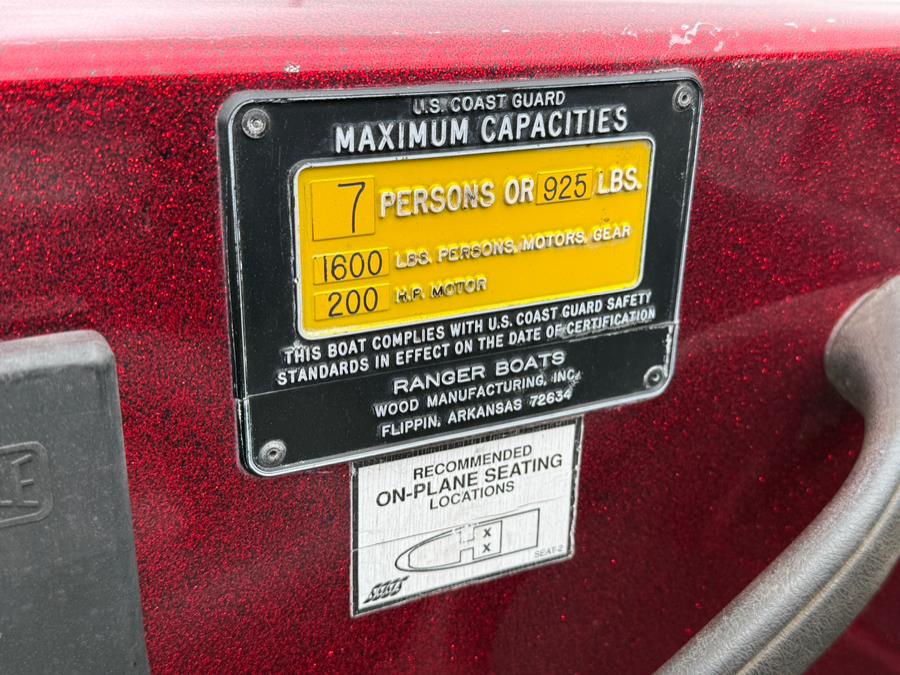 U.S. COAST GUARD
MAXIMUM CAPACITIES
7 PERSONS OR 925 LBS.
1600 LBS. PERSONS, MOTORS, GEAR
200 H.P. MOTOR
THIS BOAT COMPLIES WITH U.S. COAST GUARD SAFETY
STANDARDS IN EFFECT ON THE DATE OF CERTIFICATION
RANGER BOATS
WOOD MANUFACTURING, INC.
FLIPPIN, ARKANSAS 72634
RECOMMENDED
ON-PLANE SEATING
LOCATIONS
X
X
SEAT-2